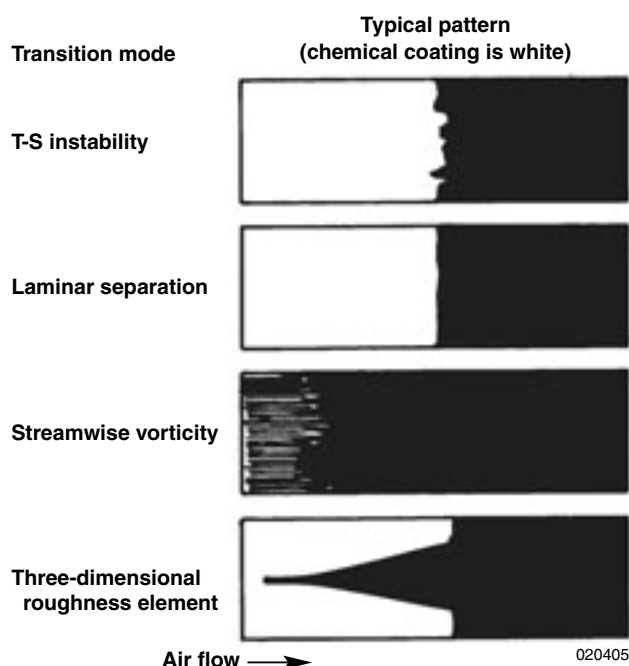 Typical pattern
Transition mode
(chemical coating is white)
T-S instability
Laminar separation
Streamwise vorticity
Three-dimensional
roughness element
Air flow
020405